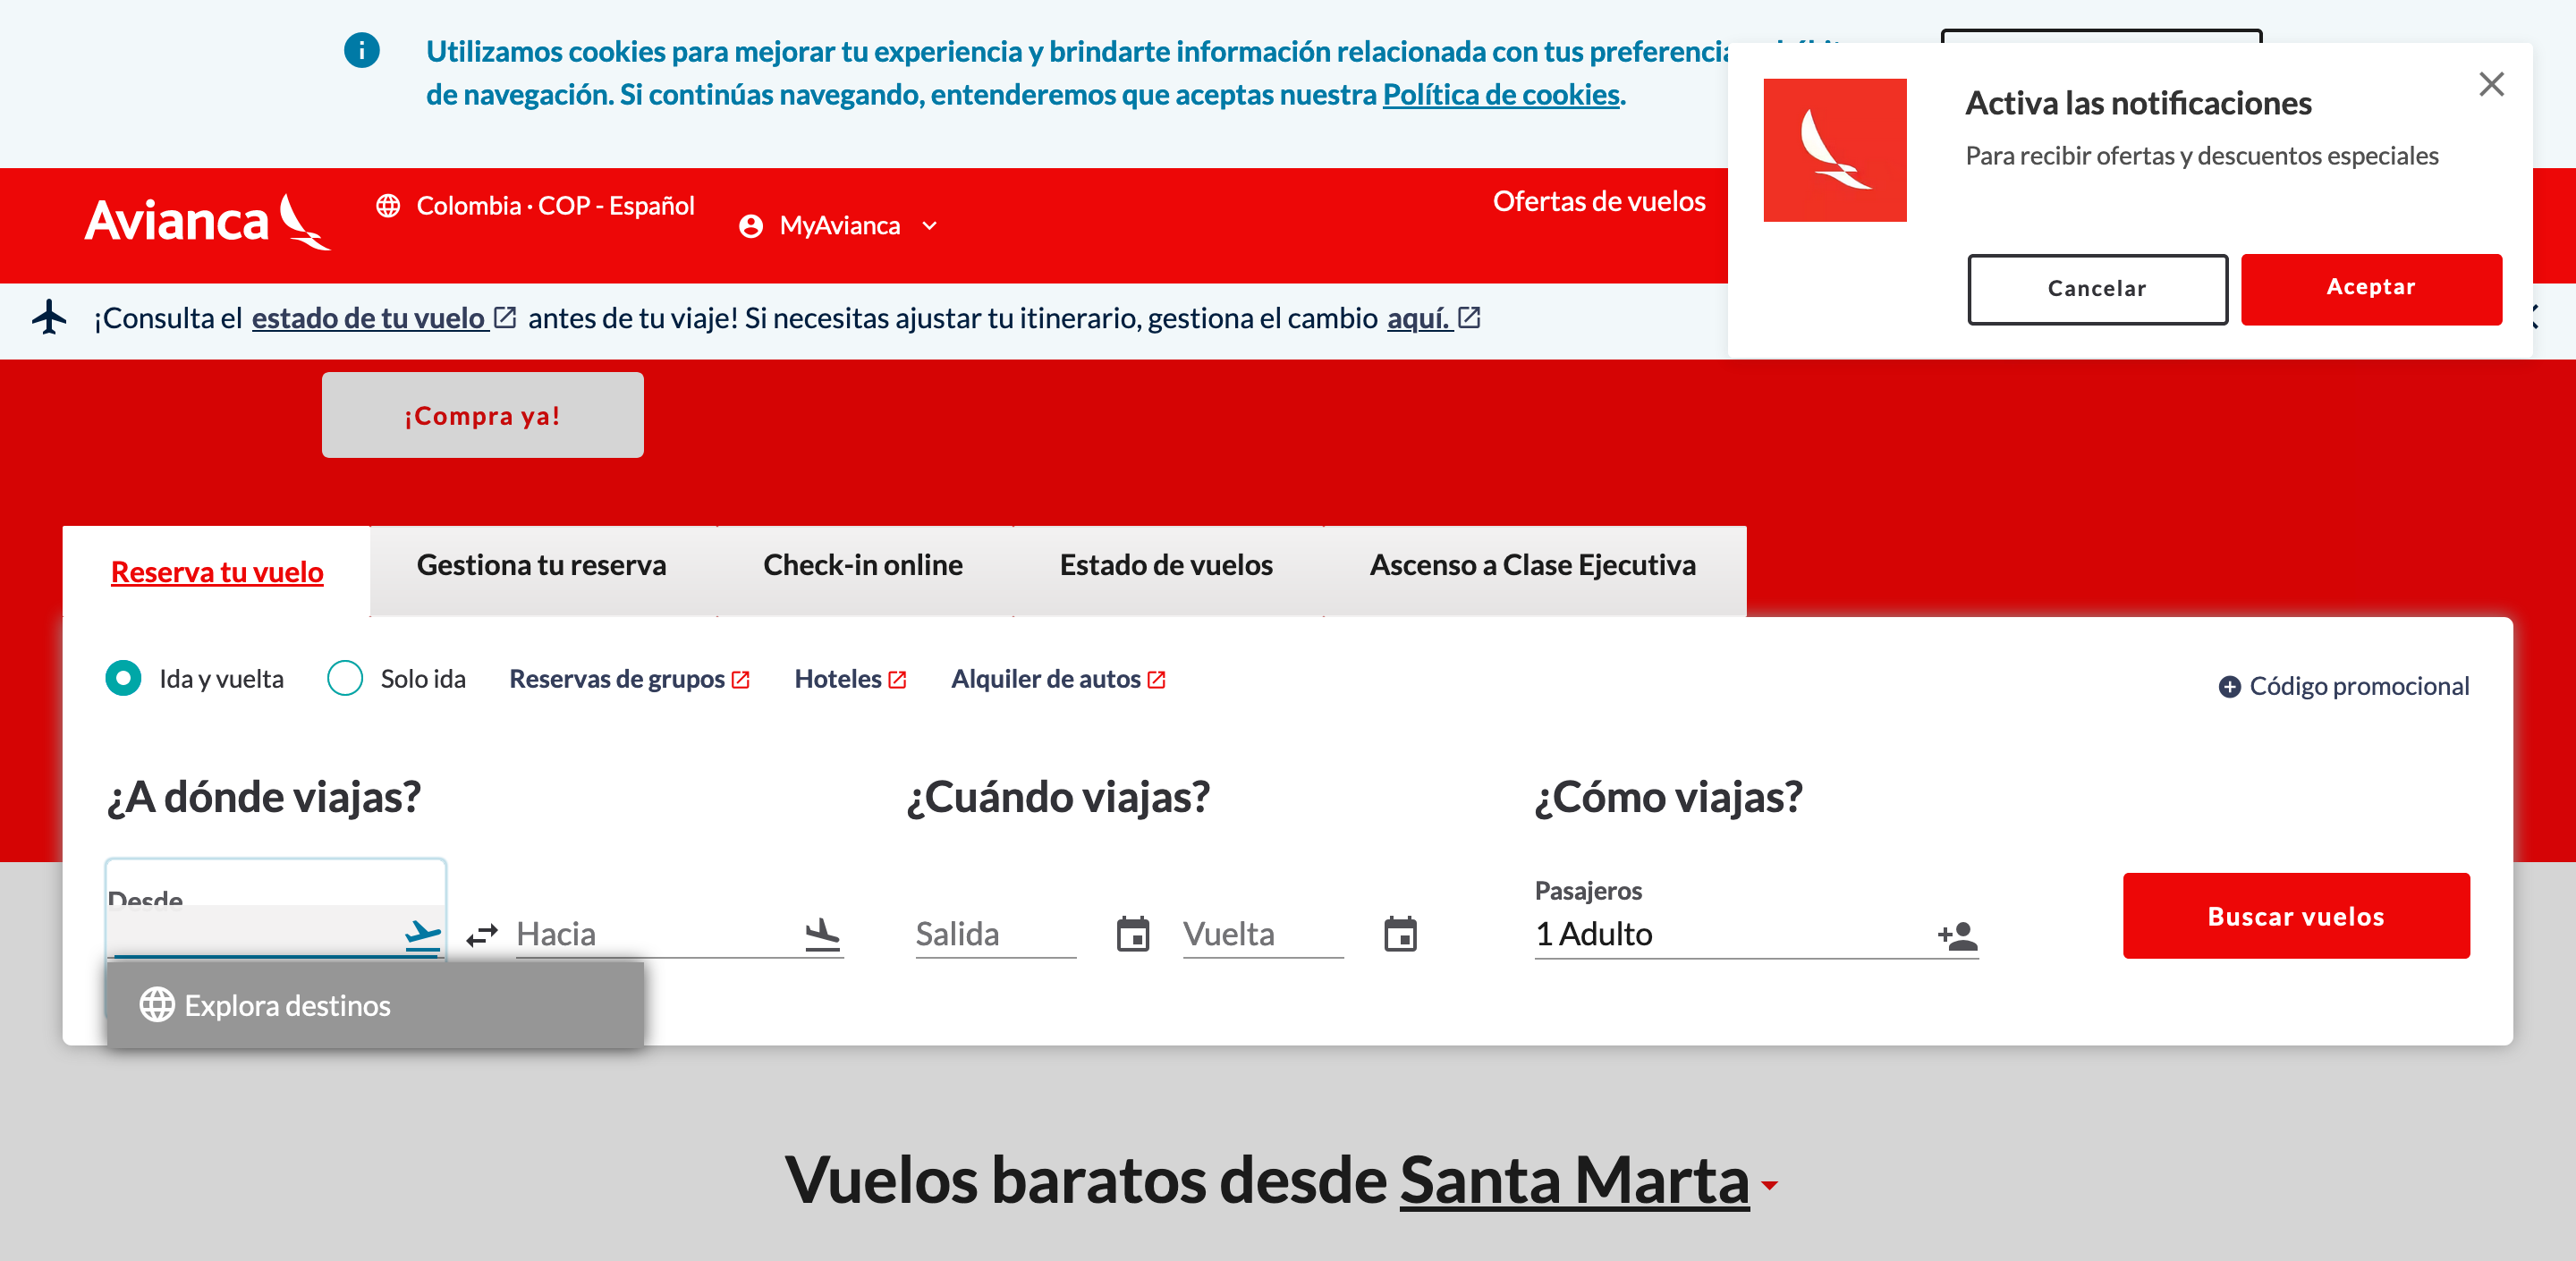 Utilizamos cookies para mejorar tu experiencia y brindarte información relacionada con tus
de navegación. Si continúas navegando, entenderemos que aceptas nuestra Política de cookies.
Activa las notificaciones
Para recibir ofertas y descuentos especiales
Cancelar
Aceptar
Avianca
Colombia · COP - Español
MyAvianca
Ofertas de vuelos
¡Consulta el estado de tu vuelo antes de tu viaje! Si necesitas ajustar tu itinerario, gestiona el cambio aquí.
¡Compra ya!
Reserva tu vuelo
Gestiona tu reserva
Check-in online
Estado de vuelos
Ascenso a Clase Ejecutiva
Ida y vuelta
Solo ida
Reservas de grupos
Hoteles
Alquiler de autos
Código promocional
¿A dónde viajas?
¿Cuándo viajas?
¿Cómo viajas?
Desde
Hacia
Salida
Vuelta
Pasajeros
1 Adulto
Buscar vuelos
Explora destinos
Vuelos baratos desde Santa Marta